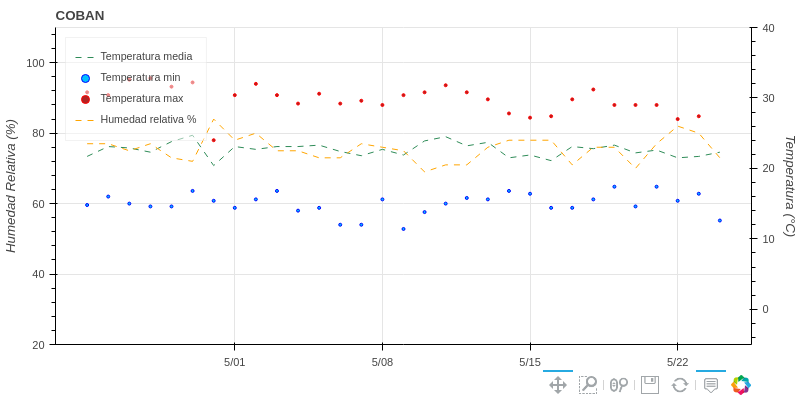 COBAN
Temperatura media
Temperatura min
Temperatura max
Humedad relativa %
Humedad Relativa (%)
100
80
60
40
20
Temperatura (°C)
40
30
20
10
0
5/01
5/08
5/15
5/22